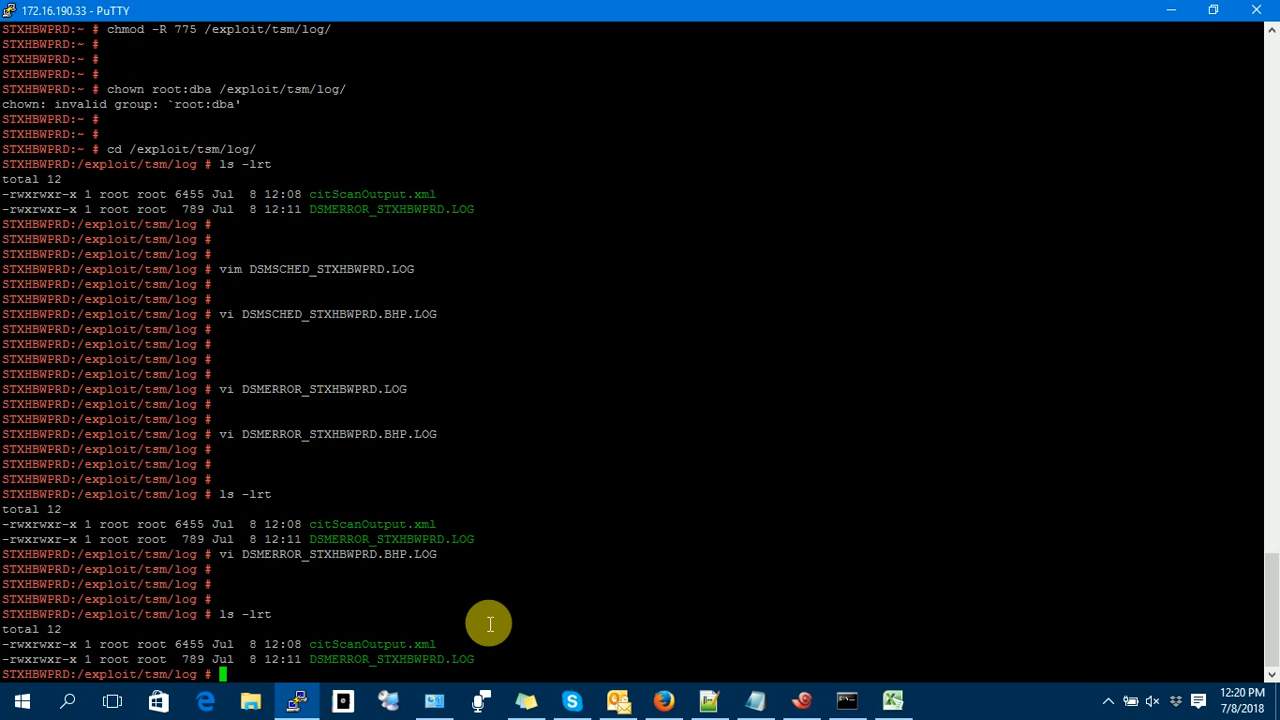 172.16.190.33 - PuTTY
STXHBWPRD:~ # chmod -R 775 /exploit/tsm/log/
STXHBWPRD:~ #
STXHBWPRD:~ #
STXHBWPRD:~ #
STXHBWPRD:~ # chown root:dba /exploit/tsm/log/
chown: invalid group: `root:dba'
STXHBWPRD:~ #
STXHBWPRD:~ #
STXHBWPRD:~ # cd /exploit/tsm/log/
STXHBWPRD:/exploit/tsm/log # ls -lrt
total 12
-rwxrwxr-x 1 root root 6455 Jul  8 12:08 citScanOutput.xml
-rwxrwxr-x 1 root root  789 Jul  8 12:11 DSMERROR_STXHBWPRD.LOG
STXHBWPRD:/exploit/tsm/log #
STXHBWPRD:/exploit/tsm/log #
STXHBWPRD:/exploit/tsm/log #
STXHBWPRD:/exploit/tsm/log # vim DSMSCHED_STXHBWPRD.LOG
STXHBWPRD:/exploit/tsm/log #
STXHBWPRD:/exploit/tsm/log #
STXHBWPRD:/exploit/tsm/log # vi DSMSCHED_STXHBWPRD.BHP.LOG
STXHBWPRD:/exploit/tsm/log #
STXHBWPRD:/exploit/tsm/log #
STXHBWPRD:/exploit/tsm/log #
STXHBWPRD:/exploit/tsm/log #
STXHBWPRD:/exploit/tsm/log # vi DSMERROR_STXHBWPRD.LOG
STXHBWPRD:/exploit/tsm/log #
STXHBWPRD:/exploit/tsm/log #
STXHBWPRD:/exploit/tsm/log # vi DSMERROR_STXHBWPRD.BHP.LOG
STXHBWPRD:/exploit/tsm/log #
STXHBWPRD:/exploit/tsm/log #
STXHBWPRD:/exploit/tsm/log #
STXHBWPRD:/exploit/tsm/log # ls -lrt
total 12
-rwxrwxr-x 1 root root 6455 Jul  8 12:08 citScanOutput.xml
-rwxrwxr-x 1 root root  789 Jul  8 12:11 DSMERROR_STXHBWPRD.LOG
STXHBWPRD:/exploit/tsm/log # vi DSMERROR_STXHBWPRD.BHP.LOG
STXHBWPRD:/exploit/tsm/log #
STXHBWPRD:/exploit/tsm/log #
STXHBWPRD:/exploit/tsm/log #
STXHBWPRD:/exploit/tsm/log # ls -lrt
total 12
-rwxrwxr-x 1 root root 6455 Jul  8 12:08 citScanOutput.xml
-rwxrwxr-x 1 root root  789 Jul  8 12:11 DSMERROR_STXHBWPRD.LOG
STXHBWPRD:/exploit/tsm/log #
12:20 PM
7/8/2018